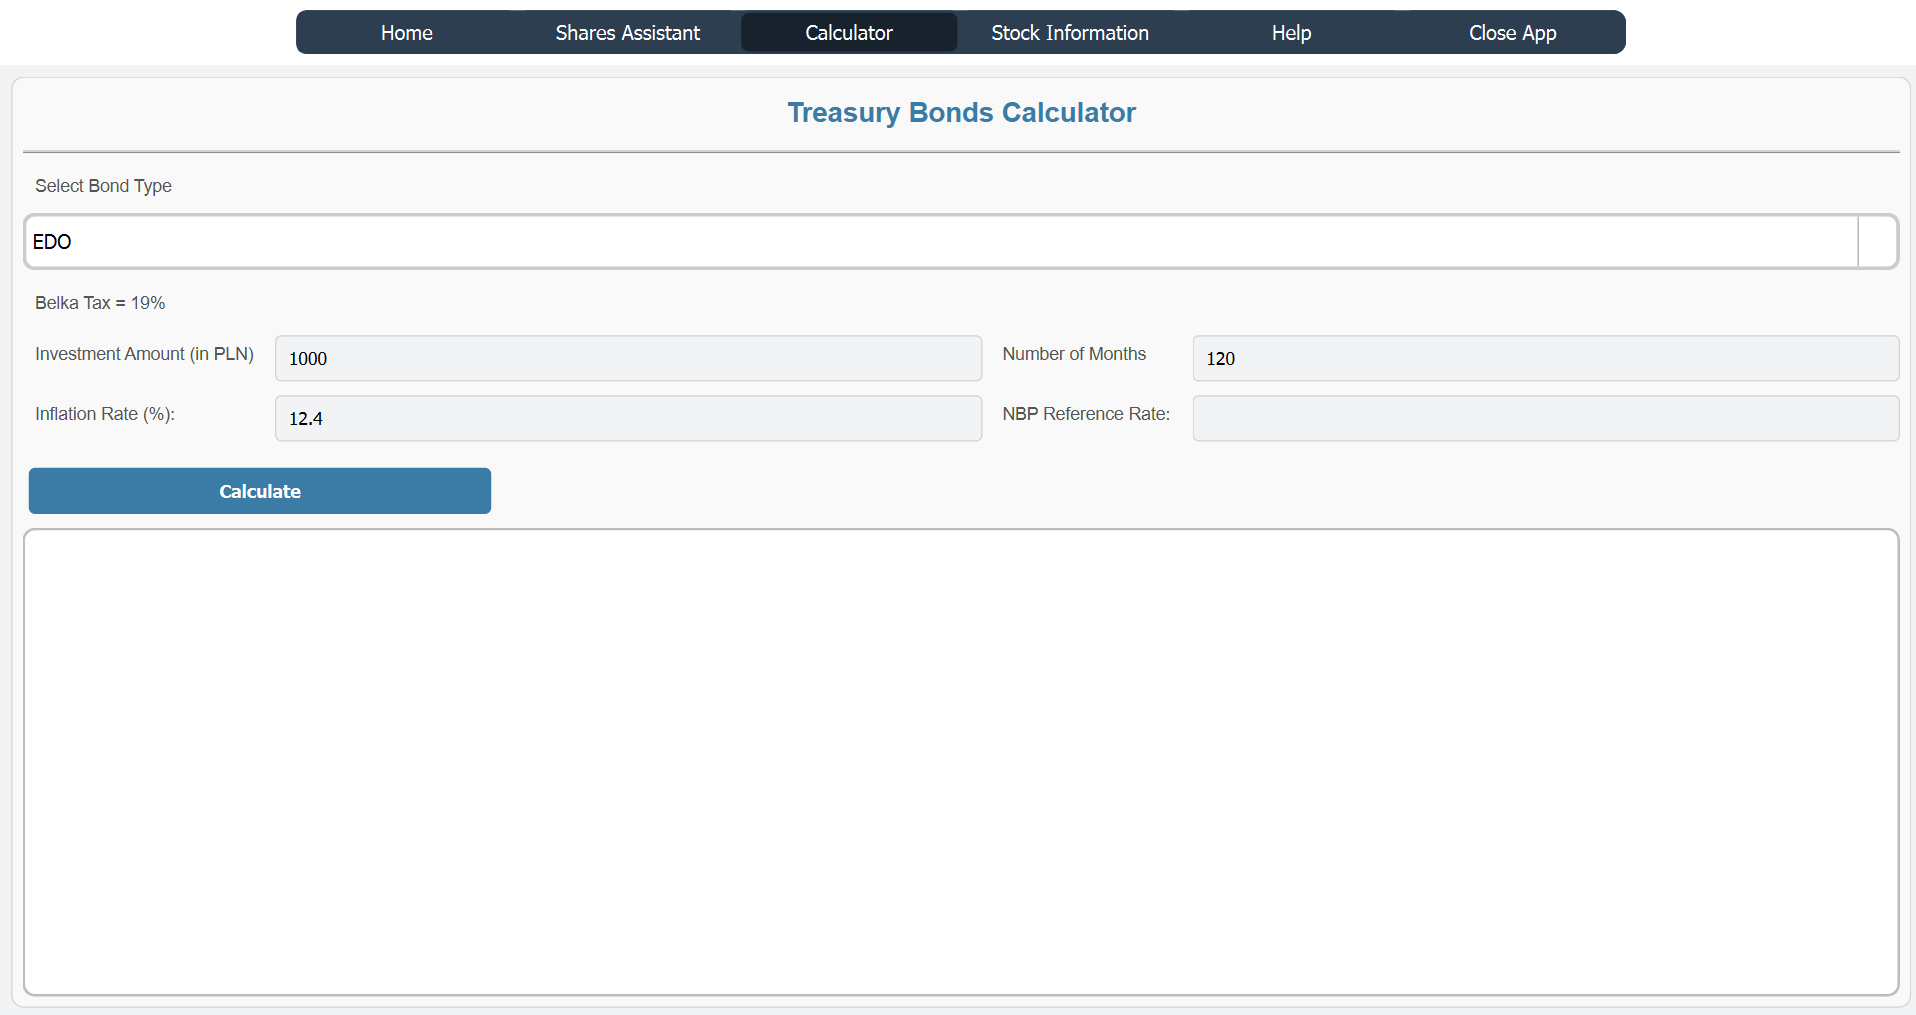 Home Shares Assistant Calculator Stock Information Help Close App
Treasury Bonds Calculator
Select Bond Type
EDO
Belka Tax = 19%
Investment Amount (in PLN) 1000 Number of Months 120
Inflation Rate (%): 12.4 NBP Reference Rate:
Calculate